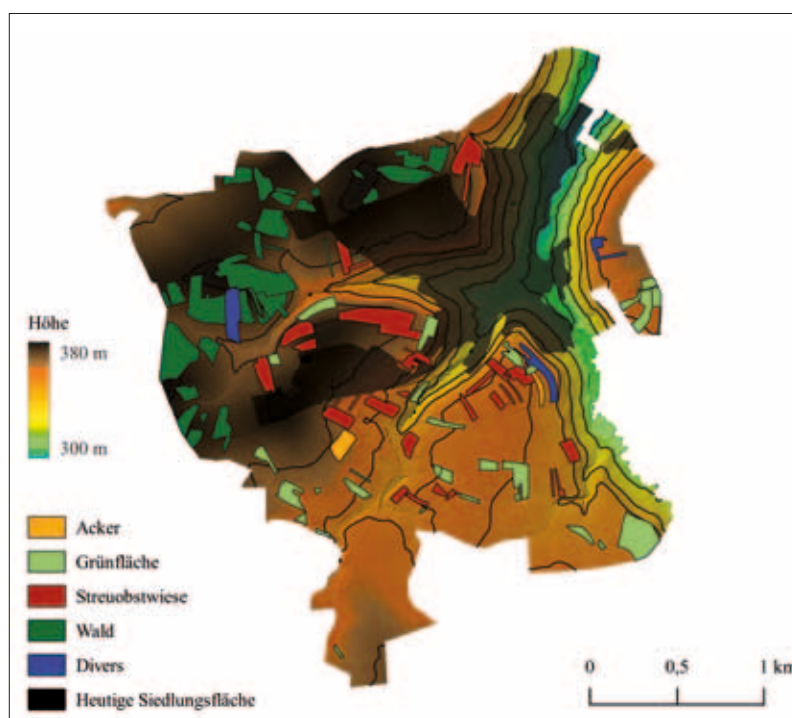 Höhe
380 m
300 m
Acker
Grünfläche
Streuobstwiese
Wald
Divers
Heutige Siedlungsfläche
0 0,5 1 km